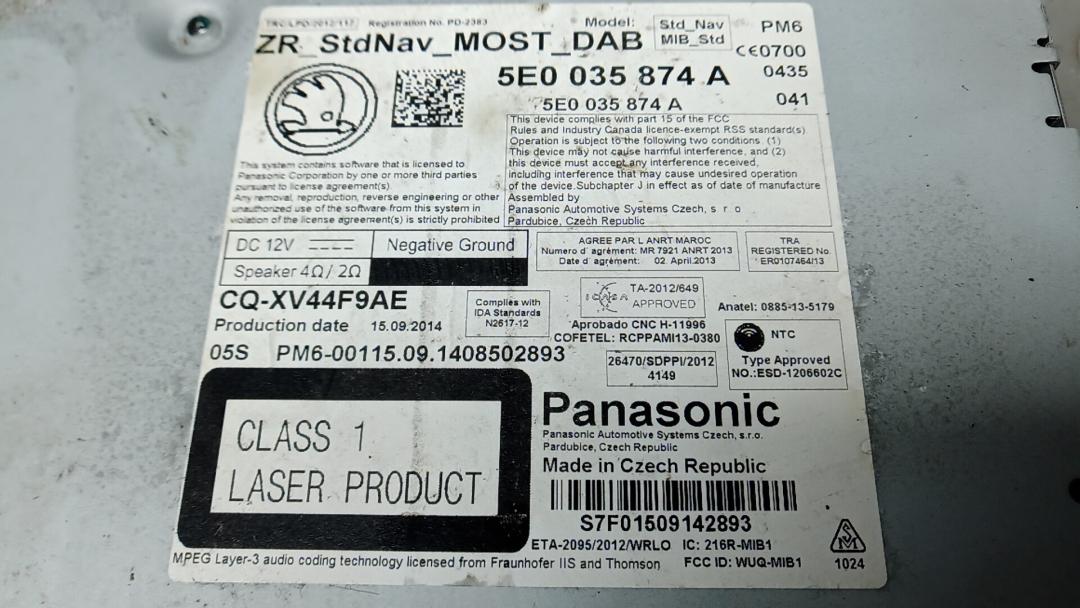 TRC/LPD/2012/117 Registration No. PD-2383
Model: Std_Nav MIB_Std
PM6
ZR_StdNav_MOST_DAB
CE0700
5E0 035 874 A
0435
5E0 035 874 A
041
This device complies with part 15 of the FCC
Rules and Industry Canada licence-exempt RSS standard(s).
Operation is subject to the following two conditions. (1)
This device may not cause harmful interference, and (2)
this device must accept any interference received,
including interference that may cause undesired operation
of the device.Subchapter J in effect as of date of manufacture
Assembled by
Panasonic Automotive Systems Czech, s r o
Pardubice, Czech Republic
This system contains software that is licensed to
Panasonic Corporation by one or more third parties
pursuant to license agreement(s)
Any removal, reproduction, reverse engineering or other
unauthorized use of the software from this system in
violation of the license agreement(s) is strictly prohibited
DC 12V
Negative Ground
Speaker 4Ω/2Ω
AGREE PAR L ANRT MAROC
Numero d agrément: MR 7921 ANRT 2013
Date d agrément: 02. April.2013
TRA
REGISTERED No
ER0107464/13
CQ-XV44F9AE
Complies with
IDA Standards
N2617-12
ICASA
TA-2012/649
APPROVED
Anatel: 0885-13-5179
Production date 15.09.2014
Aprobado CNC H-11996
COFETEL: RCPPAMI13-0380
NTC
Type Approved
NO.:ESD-1206602C
05S PM6-00115.09.1408502893
26470/SDPPI/2012
4149
CLASS 1
LASER PRODUCT
Panasonic
Panasonic Automotive Systems Czech, s.r.o.
Pardubice, Czech Republic
Made in Czech Republic
S7F01509142893
ETA-2095/2012/WRLO IC: 216R-MIB1
MPEG Layer-3 audio coding technology licensed from Fraunhofer IIS and Thomson
FCC ID: WUQ-MIB1
1024